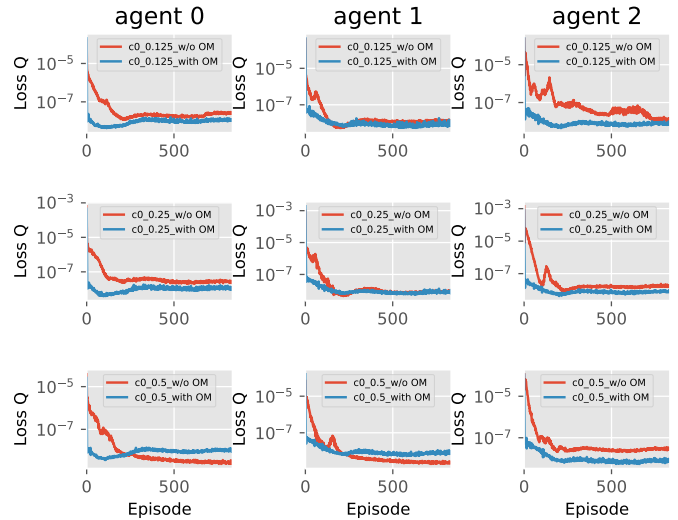 agent 0 agent 1 agent 2
Loss Q 10⁻⁵ 10⁻⁷ c0_0.125_w/o OM c0_0.125_with OM 0 500
Loss Q 10⁻⁵ 10⁻⁷ c0_0.125_w/o OM c0_0.125_with OM 0 500
Loss Q 10⁻⁵ 10⁻⁷ c0_0.125_w/o OM c0_0.125_with OM 0 500
Loss Q 10⁻³ 10⁻⁵ 10⁻⁷ c0_0.25_w/o OM c0_0.25_with OM 0 500
Loss Q 10⁻³ 10⁻⁵ 10⁻⁷ c0_0.25_w/o OM c0_0.25_with OM 0 500
Loss Q 10⁻³ 10⁻⁵ 10⁻⁷ c0_0.25_w/o OM c0_0.25_with OM 0 500
Loss Q 10⁻⁵ 10⁻⁷ c0_0.5_w/o OM c0_0.5_with OM 0 500
Loss Q 10⁻⁵ 10⁻⁷ c0_0.5_w/o OM c0_0.5_with OM 0 500
Loss Q 10⁻⁵ 10⁻⁷ c0_0.5_w/o OM c0_0.5_with OM 0 500
Episode Episode Episode